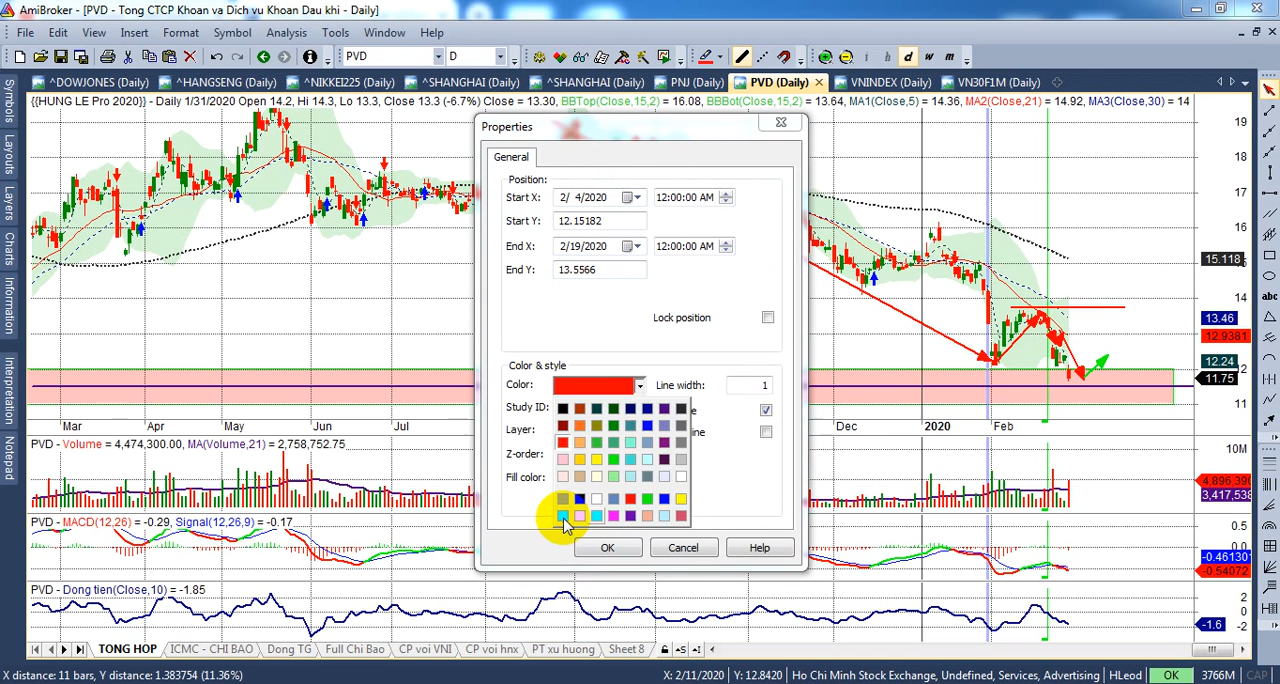 AmiBroker - [PVD - Tong CTCP Khoan va Dich vu Khoan Dau khi - Daily]
File Edit View Insert Format Symbol Analysis Tools Window Help
PVD D i h d w m
^DOWJONES (Daily) ^HANGSENG (Daily) ^NIKKEI225 (Daily) ^SHANGHAI (Daily) ^SHANGHAI (Daily) PNJ (Daily) PVD (Daily) VNINDEX (Daily) VN30F1M (Daily)
{{HUNG LE Pro 2020}} - Daily 1/31/2020 Open 14.2, Hi 14.3, Lo 13.3, Close 13.3 (-6.7%) Close = 13.30, BBTop(Close,15,2) = 16.08, BBBot(Close,15,2) = 13.64, MA1(Close,5) = 14.36, MA2(Close,21) = 14.92, MA3(Close,30) = 14
Symbols
Layouts
Layers
Charts
Information
Interpretation
Notepad
Properties
General
Position:
Start X: 2/ 4/2020 12:00:00 AM
Start Y: 12.15182
End X: 2/19/2020 12:00:00 AM
End Y: 13.5566
Lock position
Color & style
Color: Line width: 1
Study ID:
Layer:
Z-order:
Fill color:
OK Cancel Help
19
18
17
16
15.118
14
13.46
12.9381
12.24
12
11.75
11
abc
Mar Apr May Jun Jul Dec 2020 Feb
PVD - Volume = 4,474,300.00, MA(Volume,21) = 2,758,752.75
10M
4,896,390
3,417,538
PVD - MACD(12,26) = -0.29, Signal(12,26,9) = -0.17
0.5
-0.46130
-0.54072
PVD - Dong tien(Close,10) = -1.85
2
0
-1.6
-2
TONG HOP ICMC - CHI BAO Dong TG Full Chi Bao CP voi VNI CP voi hnx PT xu huong Sheet 8
X distance: 11 bars, Y distance: 1.383754 (11.36%) X: 2/11/2020 Y: 12.8420 Ho Chi Minh Stock Exchange, Undefined, Services, Advertising HLeod OK 3766M CAP